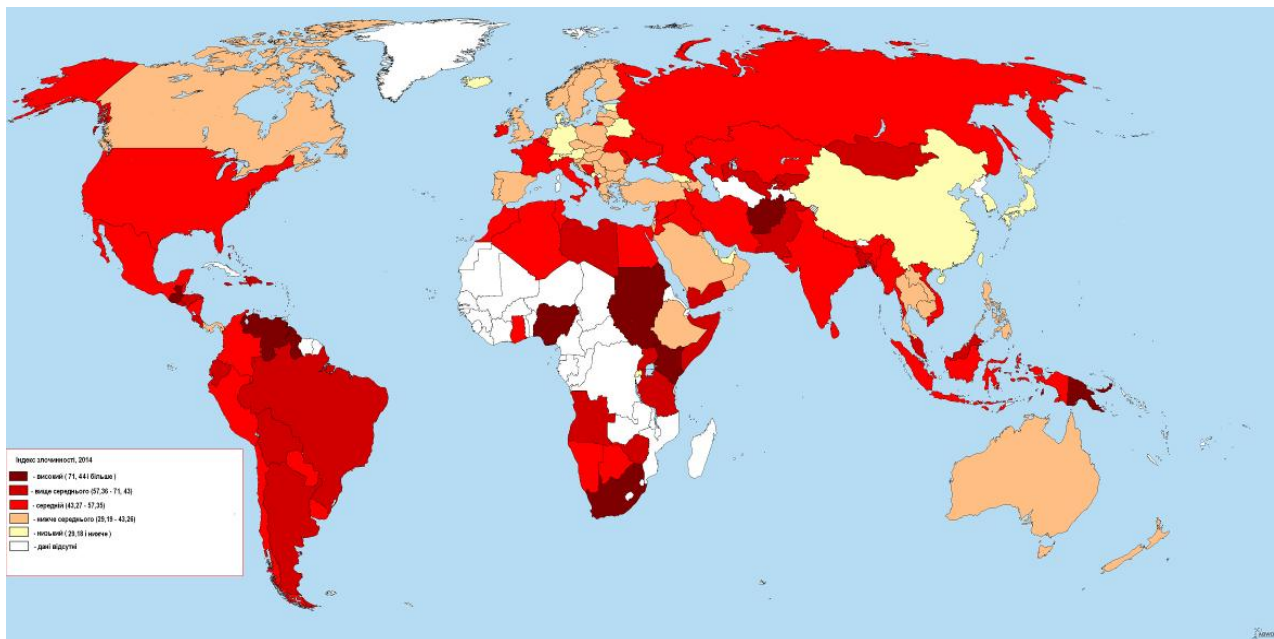 Індекс злочинності, 2014
- високий ( 71, 44 і більше )
- вище середнього (57,36 - 71, 43)
- середній (43,27 - 57,35)
- нижче середнього (29,19 - 43,26)
- низький ( 29,18 і нижче )
- дані відсутні